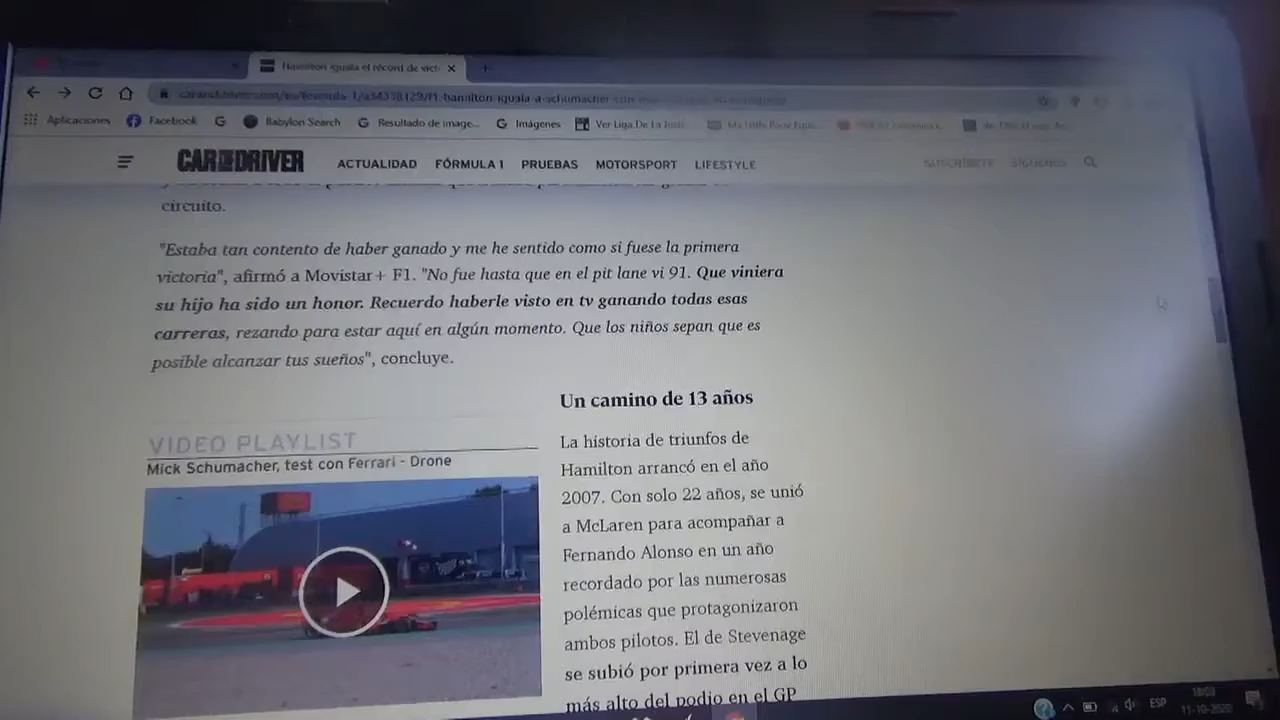 Hamilton iguala el récord de vict
Aplicaciones Facebook G Babylon Search Resultado de image... Imágenes Ver Liga De La Justi
CAR AND DRIVER ACTUALIDAD FÓRMULA 1 PRUEBAS MOTORSPORT LIFESTYLE SUSCRÍBETE SÍGUENOS
circuito.
"Estaba tan contento de haber ganado y me he sentido como si fuese la primera
victoria", afirmó a Movistar+ F1. "No fue hasta que en el pit lane vi 91. Que viniera
su hijo ha sido un honor. Recuerdo haberle visto en tv ganando todas esas
carreras, rezando para estar aquí en algún momento. Que los niños sepan que es
posible alcanzar tus sueños", concluye.
VIDEO PLAYLIST
Mick Schumacher, test con Ferrari - Drone
Un camino de 13 años
La historia de triunfos de
Hamilton arrancó en el año
2007. Con solo 22 años, se unió
a McLaren para acompañar a
Fernando Alonso en un año
recordado por las numerosas
polémicas que protagonizaron
ambos pilotos. El de Stevenage
se subió por primera vez a lo
más alto del podio en el GP
ESP
11-10-2020